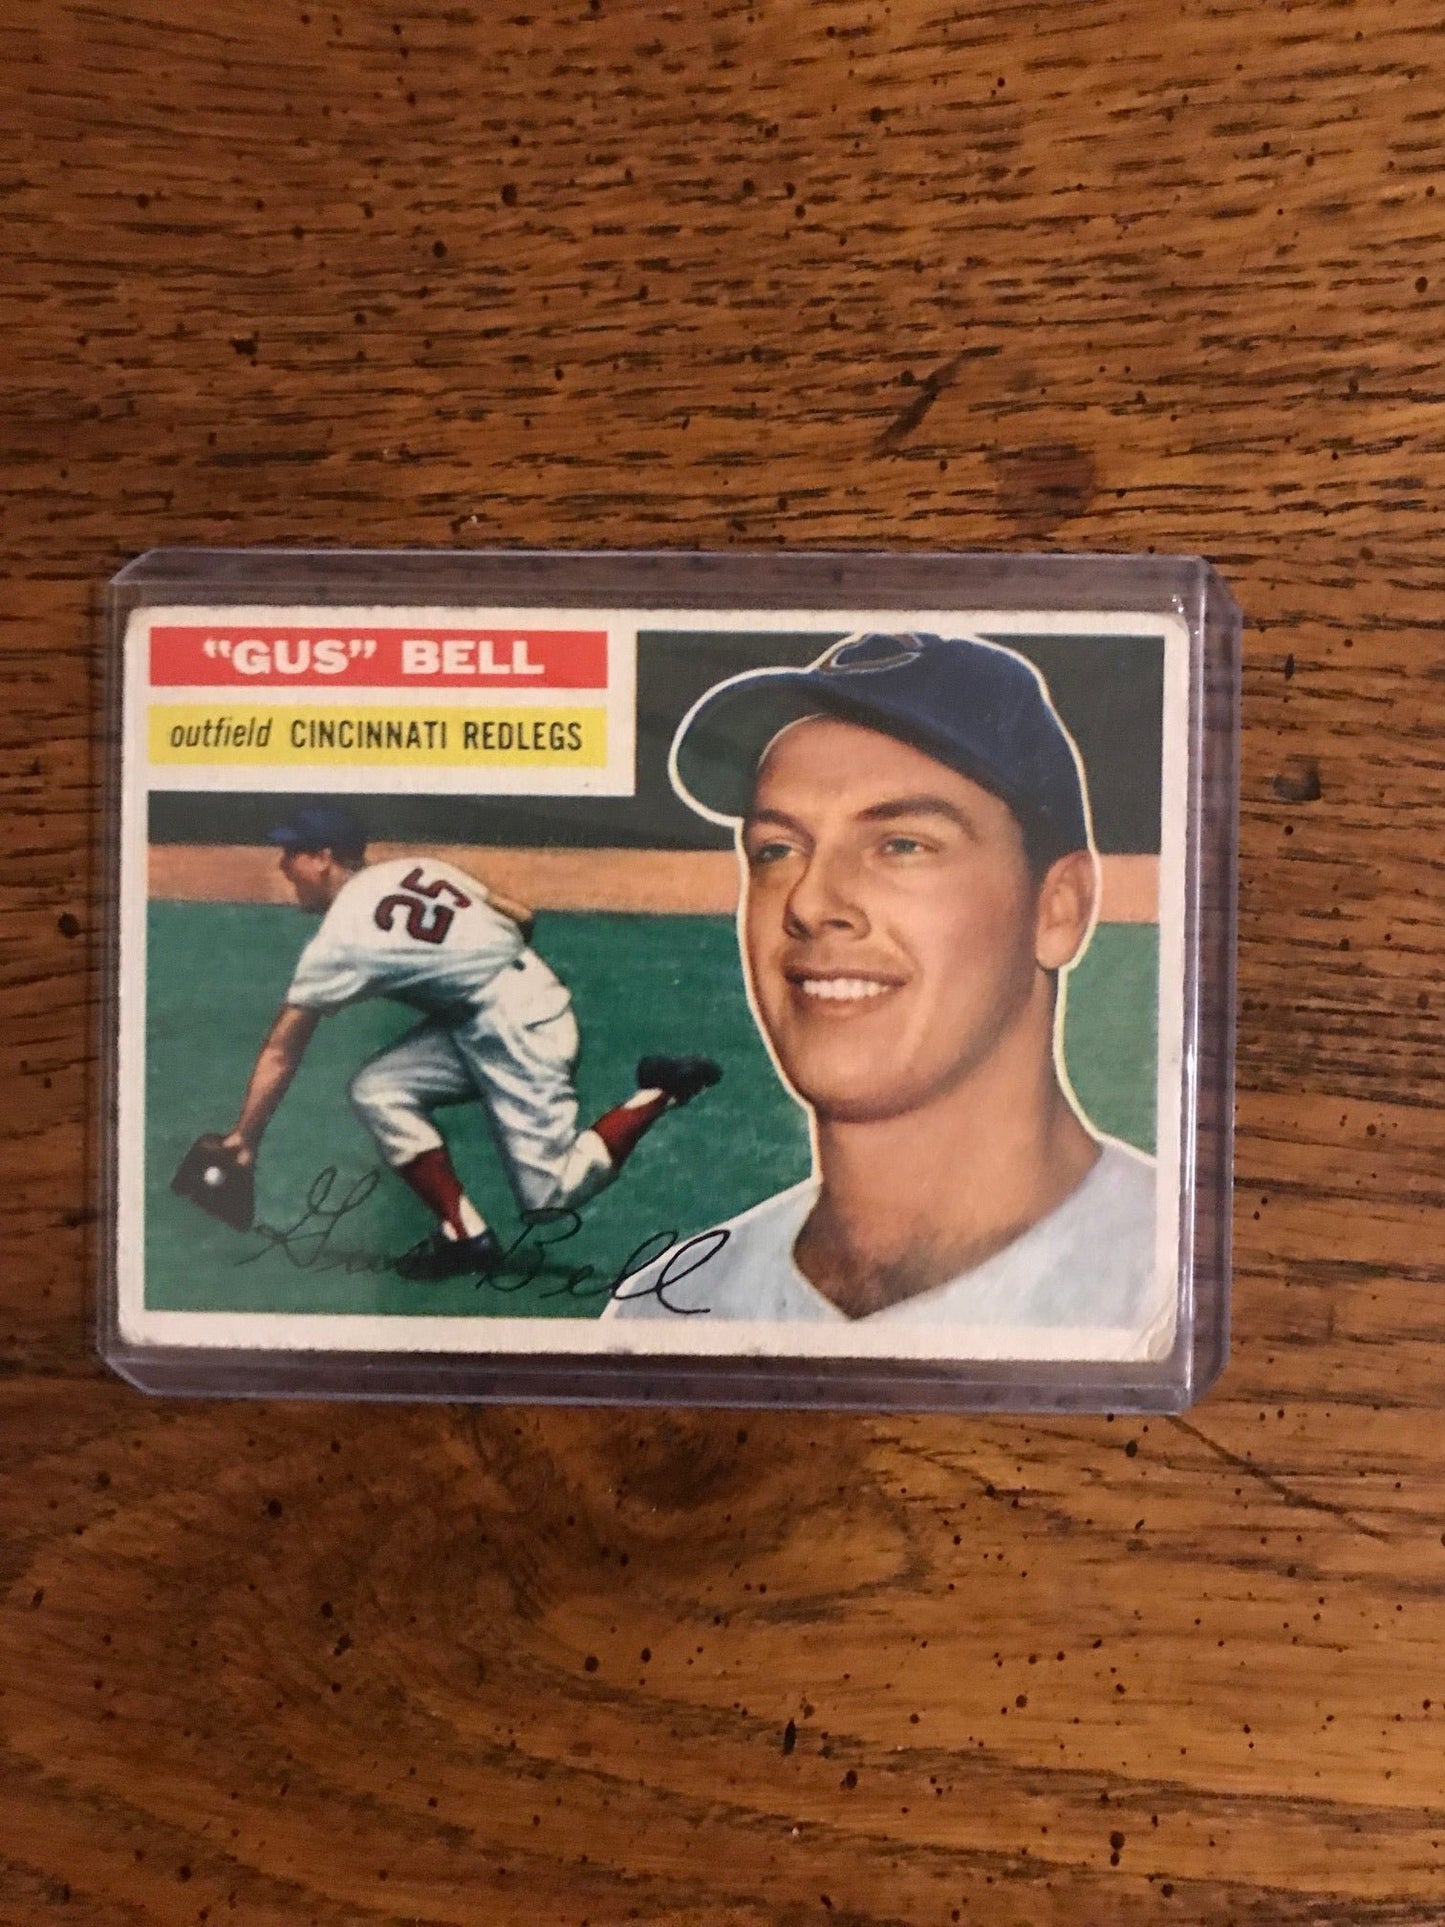 "GUS" BELL
outfield CINCINNATI REDLEGS
25
Gus Bell